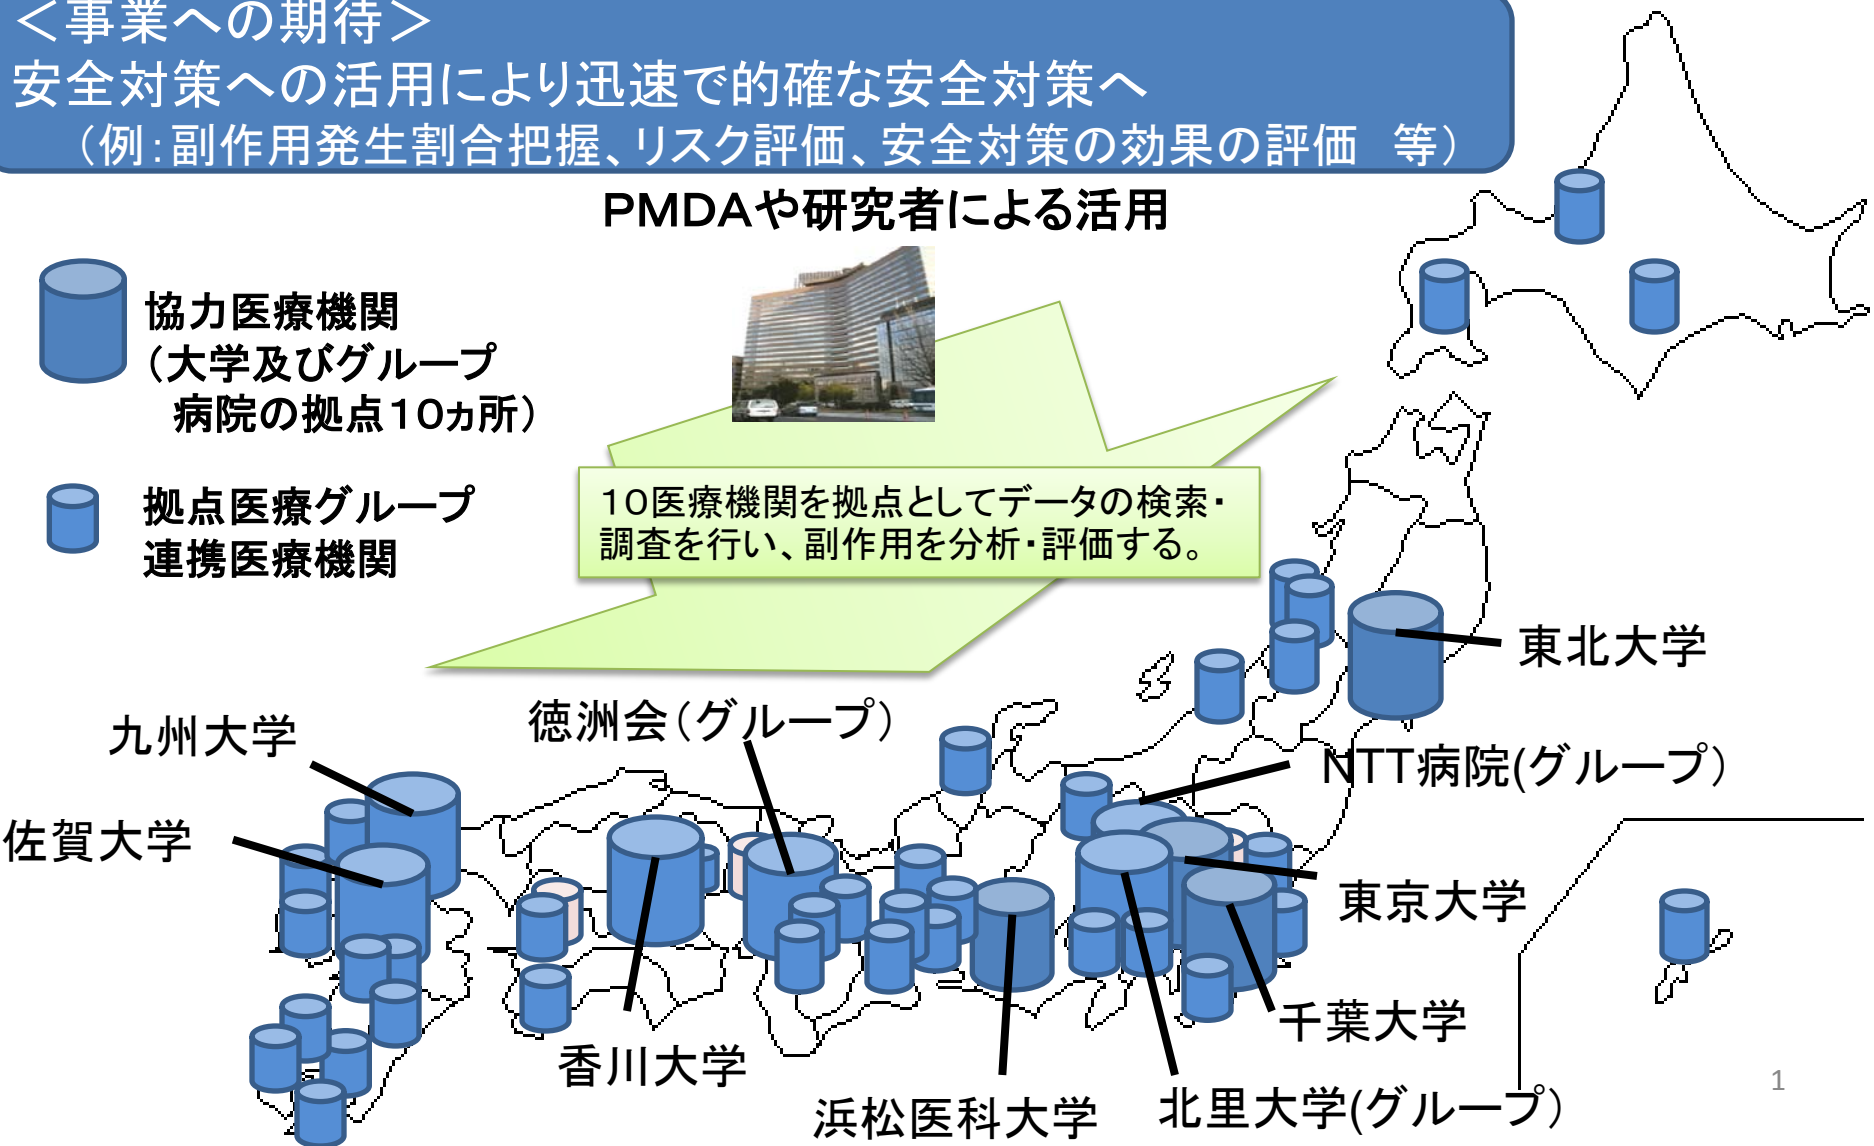 ＜事業への期待＞
安全対策への活用により迅速で的確な安全対策へ
（例：副作用発生割合把握、リスク評価、安全対策の効果の評価　等）
PMDAや研究者による活用
協力医療機関
（大学及びグループ
病院の拠点１０ヵ所）
拠点医療グループ
連携医療機関
１０医療機関を拠点としてデータの検索・
調査を行い、副作用を分析・評価する。
東北大学
徳洲会（グループ）
九州大学
NTT病院(グループ）
佐賀大学
東京大学
千葉大学
香川大学
浜松医科大学
北里大学(グループ）
1